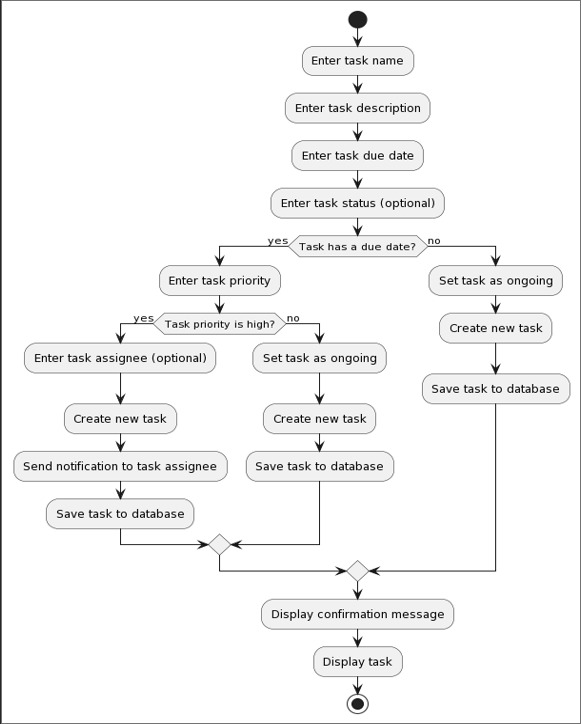 Enter task name
Enter task description
Enter task due date
Enter task status (optional)
yes
Task has a due date?
no
Enter task priority
Set task as ongoing
yes
Task priority is high?
no
Create new task
Enter task assignee (optional)
Set task as ongoing
Save task to database
Create new task
Create new task
Send notification to task assignee
Save task to database
Save task to database
Display confirmation message
Display task